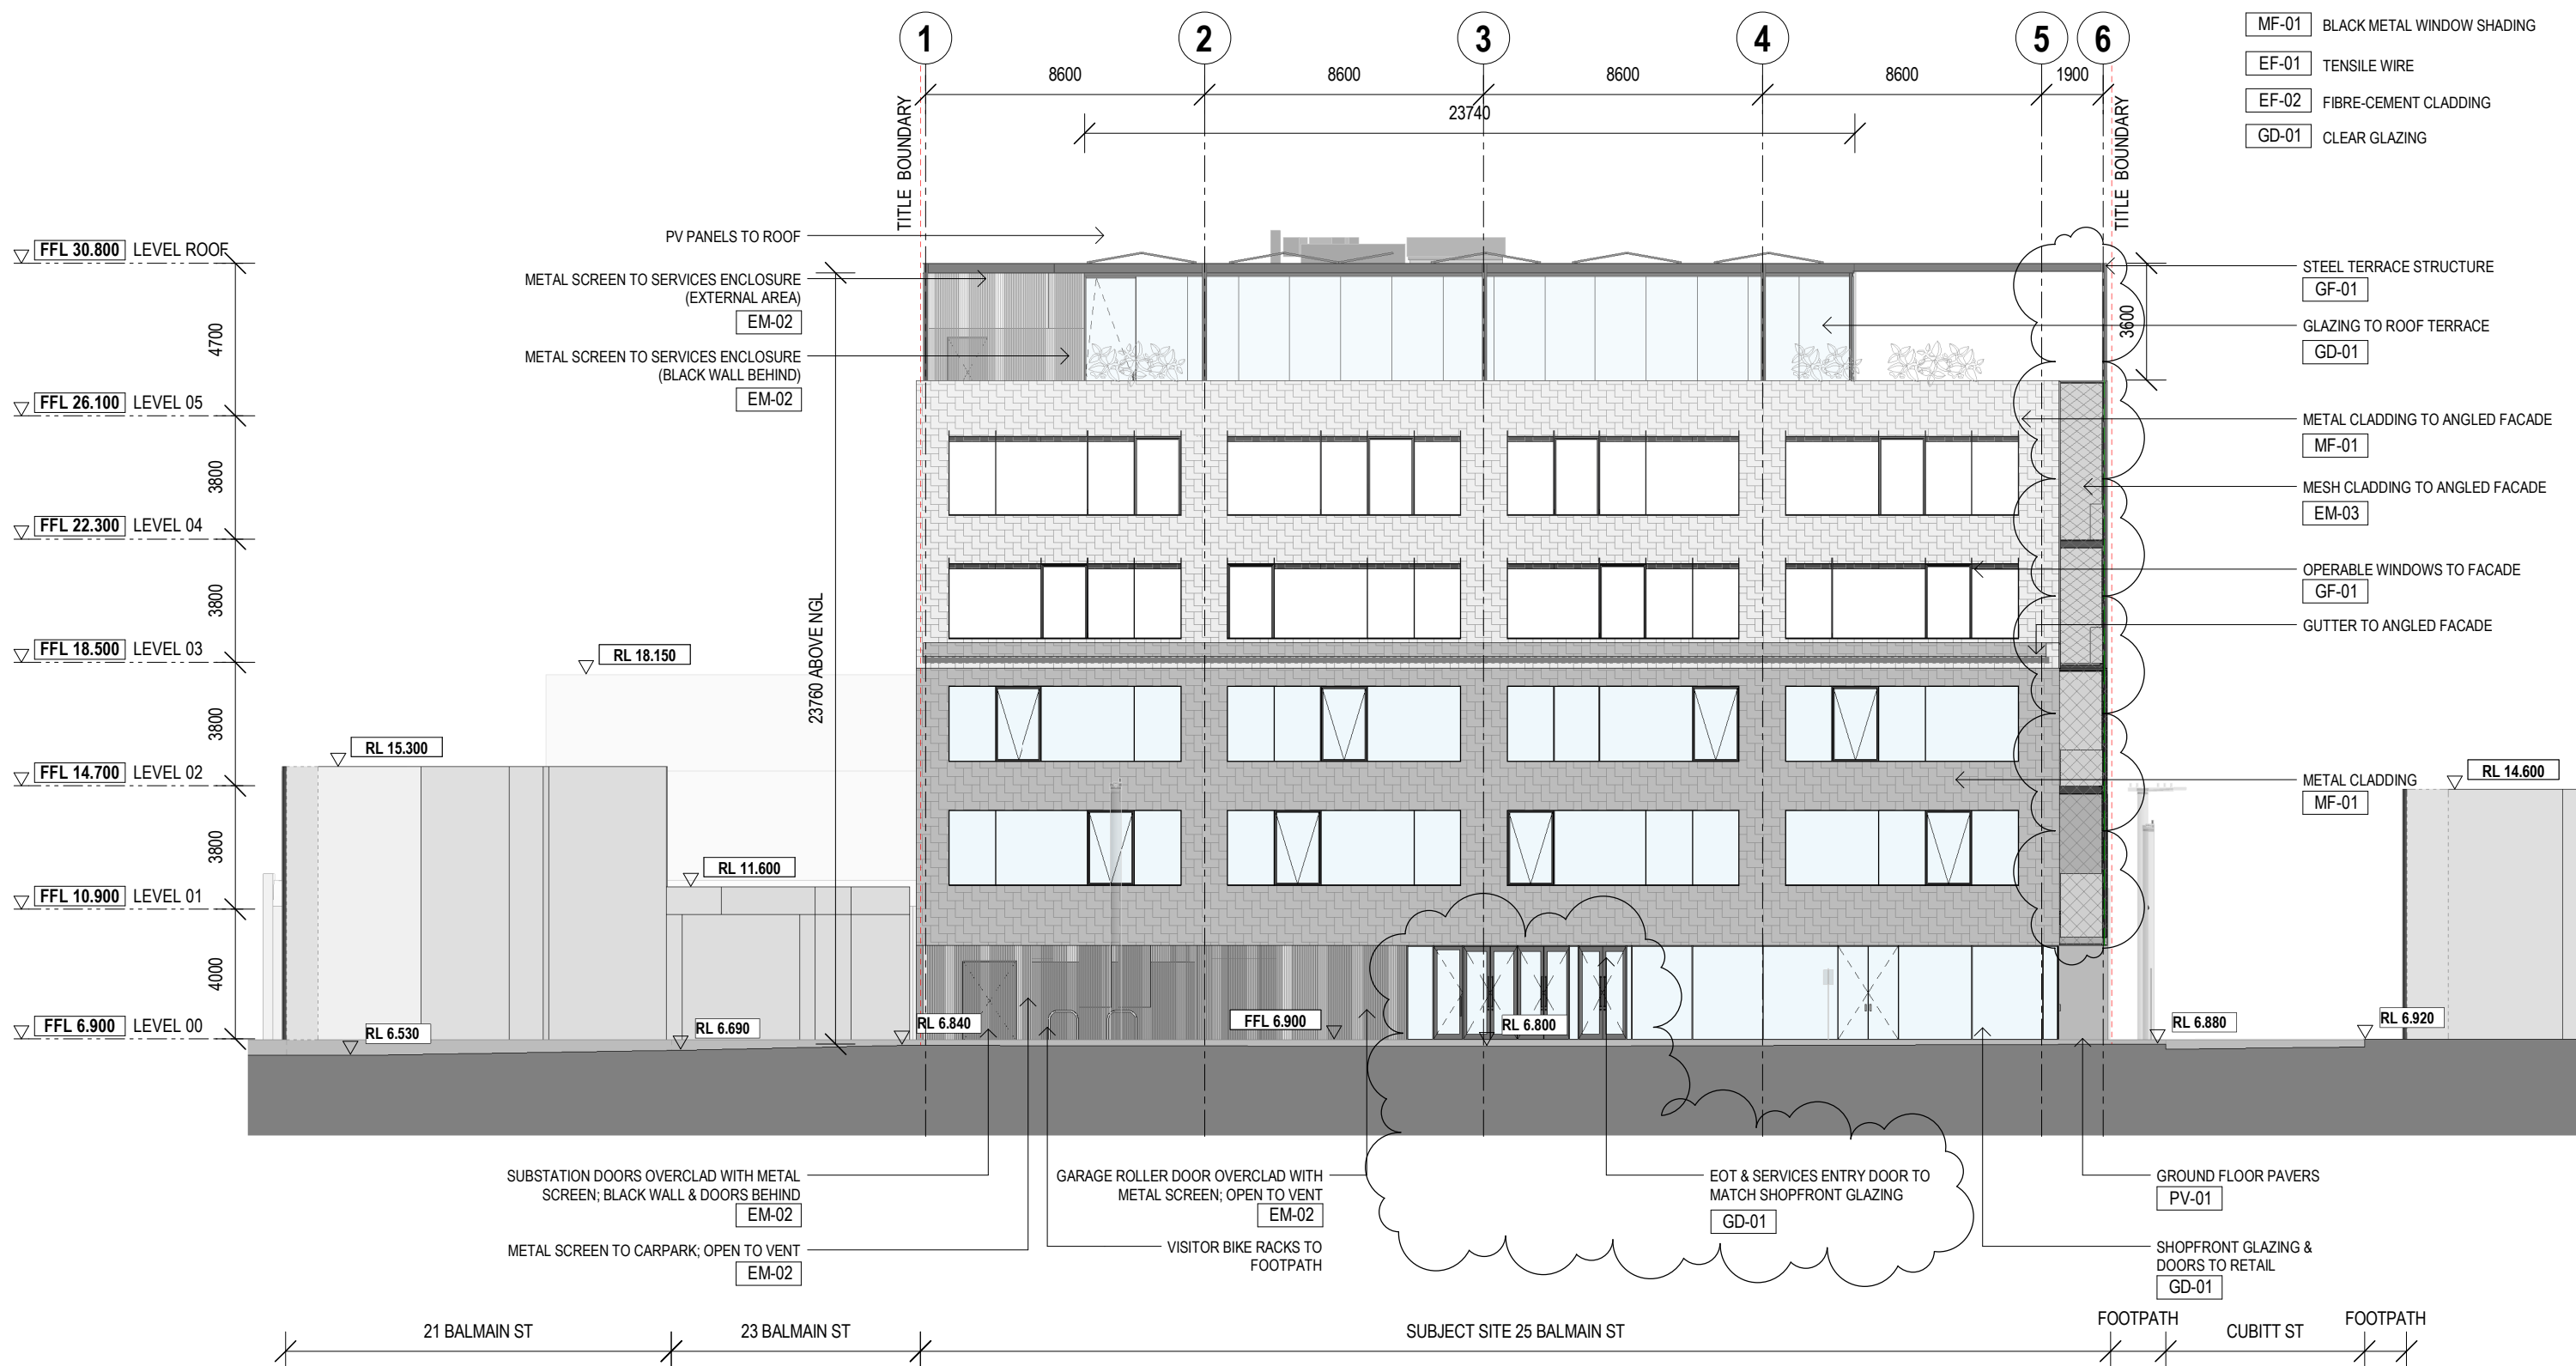 1
2
3
4
5
6
8600
8600
8600
8600
1900
23740
TITLE BOUNDARY
TITLE BOUNDARY
MF-01 BLACK METAL WINDOW SHADING
EF-01 TENSILE WIRE
EF-02 FIBRE-CEMENT CLADDING
GD-01 CLEAR GLAZING
FFL 30.800 LEVEL ROOF
4700
FFL 26.100 LEVEL 05
3800
FFL 22.300 LEVEL 04
3800
FFL 18.500 LEVEL 03
3800
FFL 14.700 LEVEL 02
3800
FFL 10.900 LEVEL 01
4000
FFL 6.900 LEVEL 00
PV PANELS TO ROOF
METAL SCREEN TO SERVICES ENCLOSURE
(EXTERNAL AREA)
EM-02
METAL SCREEN TO SERVICES ENCLOSURE
(BLACK WALL BEHIND)
EM-02
23760 ABOVE NGL
RL 18.150
RL 15.300
RL 11.600
RL 6.530
RL 6.690
RL 6.840
FFL 6.900
RL 6.800
RL 6.880
RL 6.920
RL 14.600
3600
STEEL TERRACE STRUCTURE
GF-01
GLAZING TO ROOF TERRACE
GD-01
METAL CLADDING TO ANGLED FACADE
MF-01
MESH CLADDING TO ANGLED FACADE
EM-03
OPERABLE WINDOWS TO FACADE
GF-01
GUTTER TO ANGLED FACADE
METAL CLADDING
MF-01
SUBSTATION DOORS OVERCLAD WITH METAL
SCREEN; BLACK WALL & DOORS BEHIND
EM-02
METAL SCREEN TO CARPARK; OPEN TO VENT
EM-02
GARAGE ROLLER DOOR OVERCLAD WITH
METAL SCREEN; OPEN TO VENT
EM-02
VISITOR BIKE RACKS TO
FOOTPATH
EOT & SERVICES ENTRY DOOR TO
MATCH SHOPFRONT GLAZING
GD-01
GROUND FLOOR PAVERS
PV-01
SHOPFRONT GLAZING &
DOORS TO RETAIL
GD-01
21 BALMAIN ST
23 BALMAIN ST
SUBJECT SITE 25 BALMAIN ST
FOOTPATH
CUBITT ST
FOOTPATH